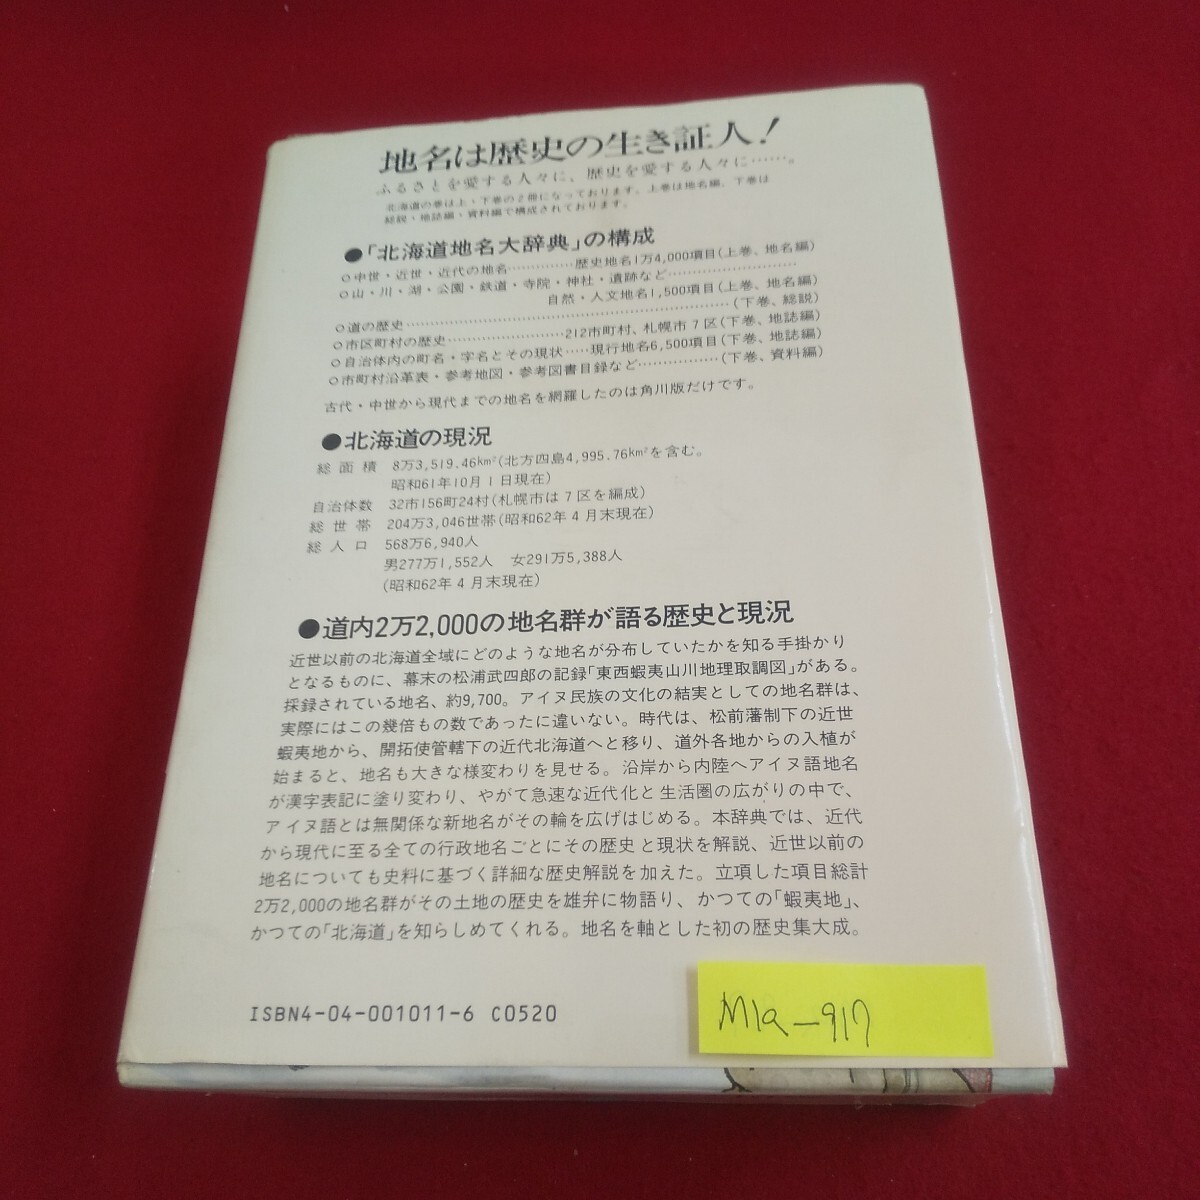 地名は歴史の生き証人!
ふるさとを愛する人々に、歴史を愛する人々に……。
北海道の巻は上・下巻の2冊になっております。上巻は地名編、下巻は
総説・地誌編・資料編で構成されております。
●「北海道地名大辞典」の構成
○中世・近世・近代の地名…………歴史地名1万4,000項目(上巻、地名編)
○山・川・湖・公園・鉄道・寺院・神社・遺跡など……………………
自然・人文地名1,500項目(上巻、地名編)
○道の歴史……………………………………………………(下巻、総説)
○市区町村の歴史…………………212市町村、札幌市7区(下巻、地誌編)
○自治体内の町名・字名とその現状……現行地名6,500項目(下巻、地誌編)
○市町村沿革表・参考地図・参考図書目録など……………(下巻、資料編)
古代・中世から現代までの地名を網羅したのは角川版だけです。
●北海道の現況
総面積 8万3,519.46km²(北方四島4,995.76km²を含む。
昭和61年10月1日現在)
自治体数 32市156町24村(札幌市は7区を編成)
総世帯 204万3,046世帯(昭和62年4月末現在)
総人口 568万6,940人
男277万1,552人 女291万5,388人
(昭和62年4月末現在)
●道内2万2,000の地名群が語る歴史と現況
近世以前の北海道全域にどのような地名が分布していたかを知る手掛かり
となるものに、幕末の松浦武四郎の記録「東西蝦夷山川地理取調図」がある。
採録されている地名、約9,700。アイヌ民族の文化の結実としての地名群は、
実際にはこの幾倍もの数であったに違いない。時代は、松前藩制下の近世
蝦夷地から、開拓使管轄下の近代北海道へと移り、道外各地からの入植が
始まると、地名も大きな様変わりを見せる。沿岸から内陸へアイヌ語地名
が漢字表記に塗り変わり、やがて急速な近代化と生活圏の広がりの中で、
アイヌ語とは無関係な新地名がその輪を広げはじめる。本辞典では、近代
から現代に至る全ての行政地名ごとにその歴史と現状を解説、近世以前の
地名についても史料に基づく詳細な歴史解説を加えた。立項した項目総計
2万2,000の地名群がその土地の歴史を雄弁に物語り、かつての「蝦夷地」、
かつての「北海道」を知らしめてくれる。地名を軸とした初の歴史集大成。
ISBN4-04-001011-6 C0520
M1a-917